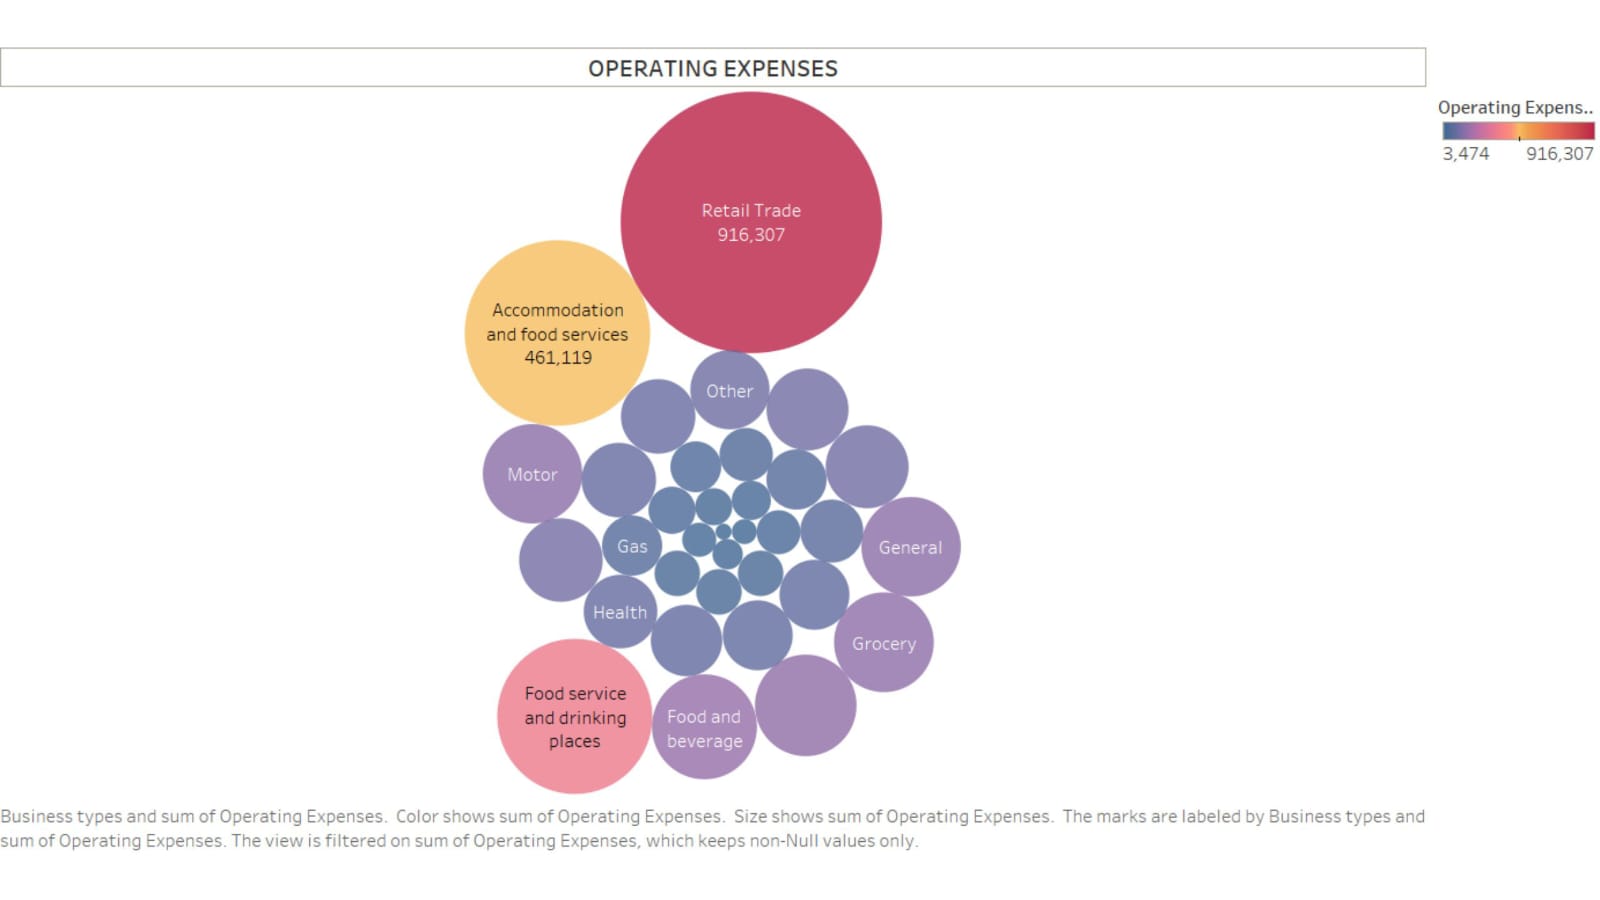 OPERATING EXPENSES
Operating Expens..
3,474 916,307
Retail Trade
916,307
Accommodation
and food services
461,119
Other
Motor
Gas
General
Health
Grocery
Food service
and drinking
places
Food and
beverage
Business types and sum of Operating Expenses. Color shows sum of Operating Expenses. Size shows sum of Operating Expenses. The marks are labeled by Business types and
sum of Operating Expenses. The view is filtered on sum of Operating Expenses, which keeps non-Null values only.